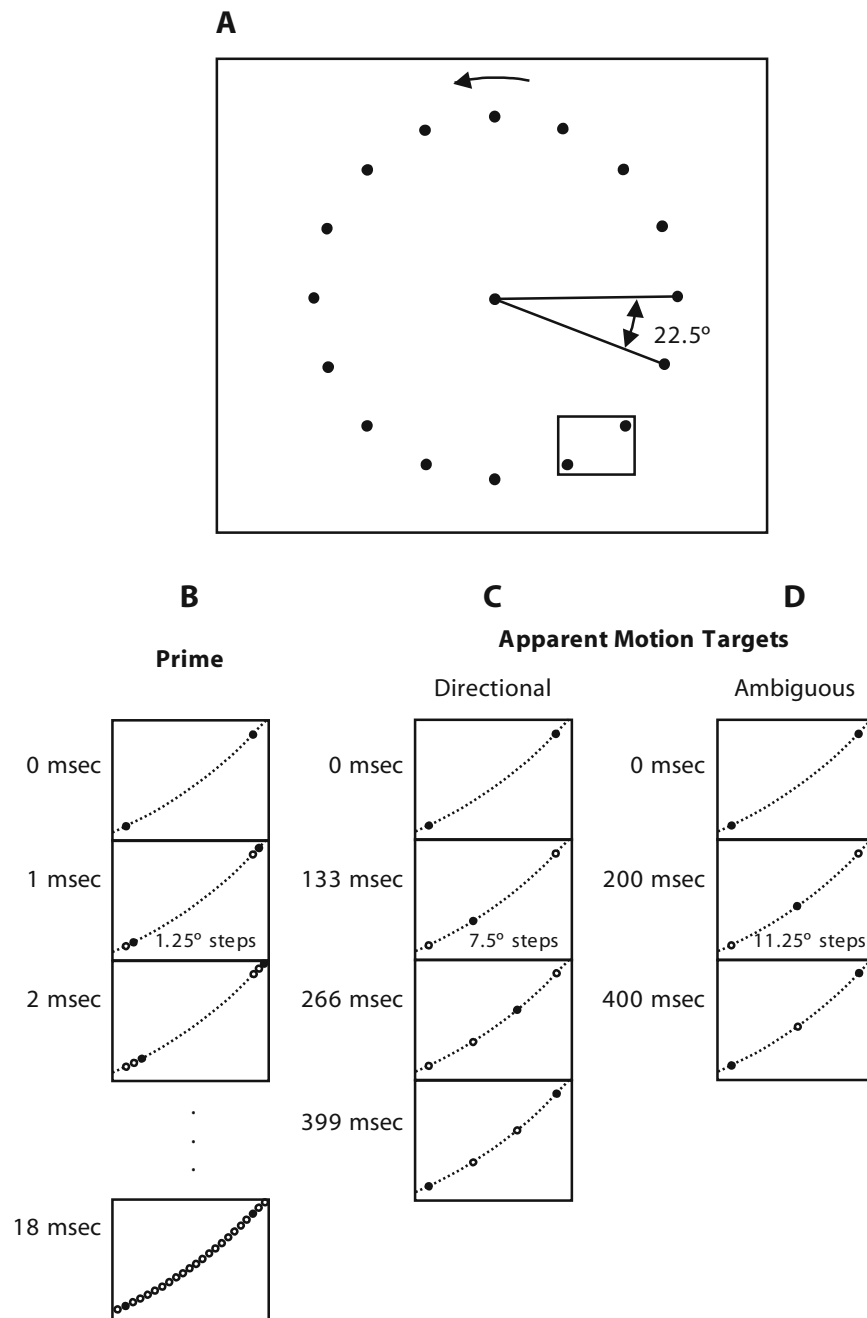 A
22.5º
B
C
D
Prime
Apparent Motion Targets
Directional
Ambiguous
0 msec
1 msec
1.25º steps
2 msec
18 msec
0 msec
133 msec
7.5º steps
266 msec
399 msec
0 msec
200 msec
11.25º steps
400 msec